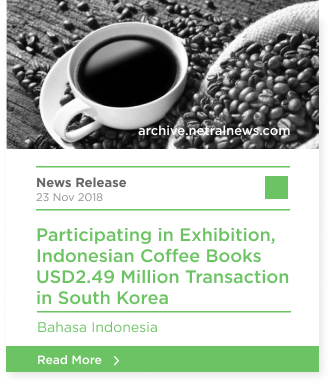 archive.netralnews.com
News Release
23 Nov 2018
Participating in Exhibition,
Indonesian Coffee Books
USD2.49 Million Transaction
in South Korea
Bahasa Indonesia
Read More